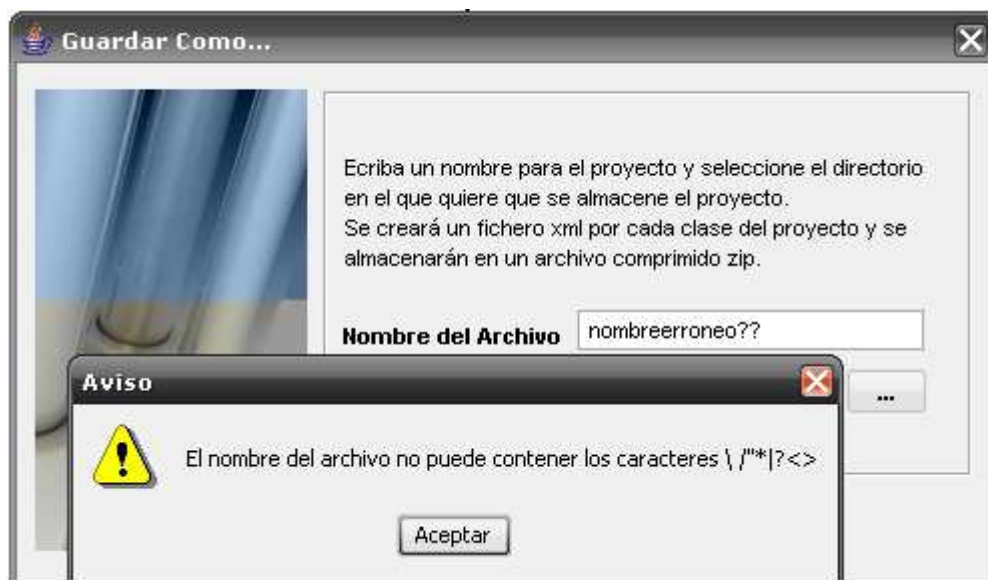 Guardar Como...
Ecriba un nombre para el proyecto y seleccione el directorio
en el que quiere que se almacene el proyecto.
Se creará un fichero xml por cada clase del proyecto y se
almacenarán en un archivo comprimido zip.
Nombre del Archivo nombreerroneo??
...
Aviso
El nombre del archivo no puede contener los caracteres \ /"*|?<>
Aceptar